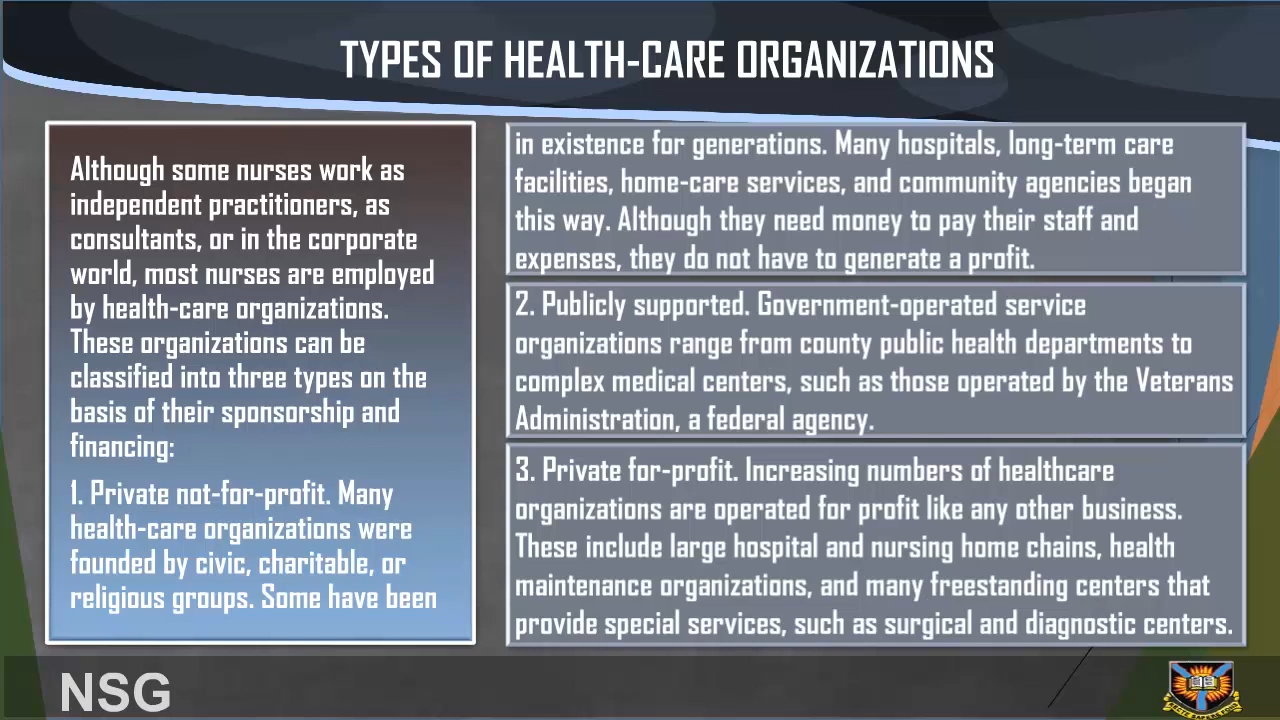 TYPES OF HEALTH-CARE ORGANIZATIONS
Although some nurses work as
independent practitioners, as
consultants, or in the corporate
world, most nurses are employed
by health-care organizations.
These organizations can be
classified into three types on the
basis of their sponsorship and
financing:
1. Private not-for-profit. Many
health-care organizations were
founded by civic, charitable, or
religious groups. Some have been
in existence for generations. Many hospitals, long-term care
facilities, home-care services, and community agencies began
this way. Although they need money to pay their staff and
expenses, they do not have to generate a profit.
2. Publicly supported. Government-operated service
organizations range from county public health departments to
complex medical centers, such as those operated by the Veterans
Administration, a federal agency.
3. Private for-profit. Increasing numbers of healthcare
organizations are operated for profit like any other business.
These include large hospital and nursing home chains, health
maintenance organizations, and many freestanding centers that
provide special services, such as surgical and diagnostic centers.
NSG